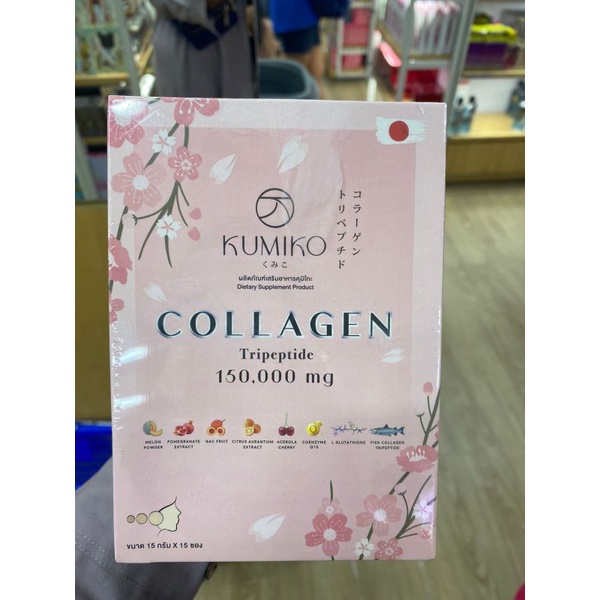 コラーゲン
トリペプチド
KUMIKO
くみこ
ผลิตภัณฑ์เสริมอาหารคุมิโกะ
Dietary Supplement Product
COLLAGEN
Tripeptide
150,000 mg
MELON POWDER
POMEGRANATE EXTRACT
GAC FRUIT
CITRUS AURANTIUM EXTRACT
ACEROLA CHERRY
COENZYME Q10
L GLUTATHIONE
FISH COLLAGEN TRIPEPTIDE
ขนาด 15 กรัม X 15 ซอง